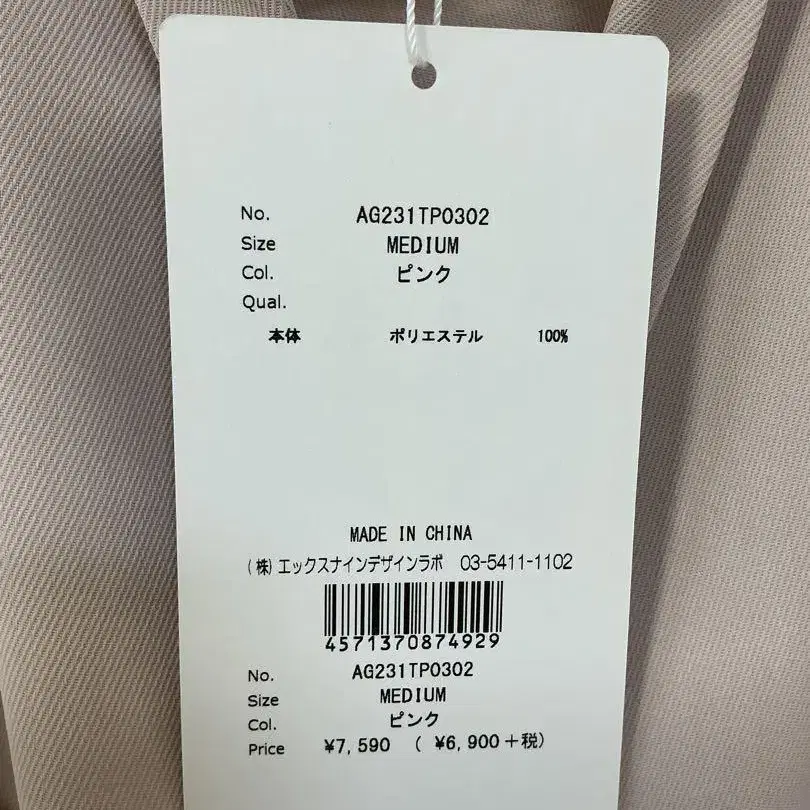 No. AG231TP0302
Size MEDIUM
Col. ピンク
Qual.
本体 ポリエステル 100%
MADE IN CHINA
(株)エックスナインデザインラボ 03-5411-1102
4571370874929
No. AG231TP0302
Size MEDIUM
Col. ピンク
Price ¥7,590 ( ¥6,900+税)